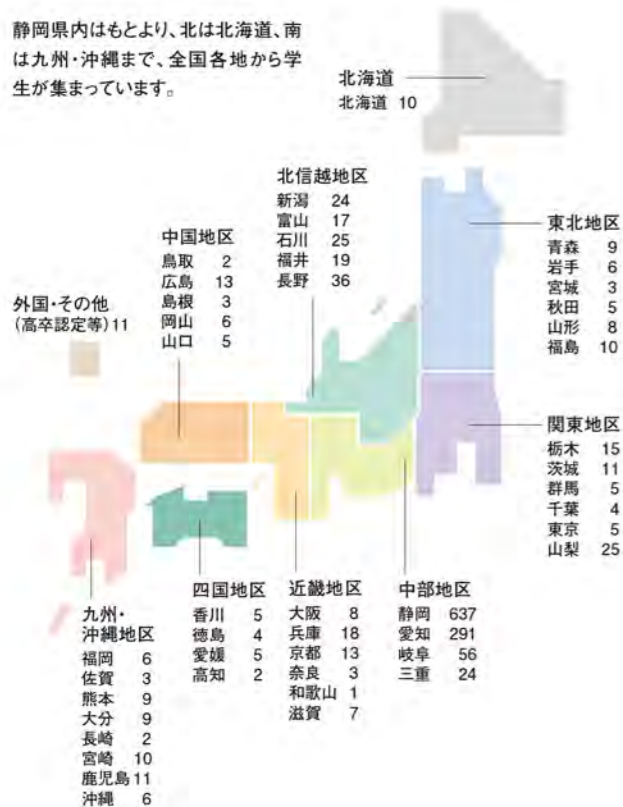 静岡県内はもとより、北は北海道、南
は九州・沖縄まで、全国各地から学
生が集まっています。
北海道
北海道 10
北信越地区
新潟 24
富山 17
石川 25
福井 19
長野 36
東北地区
青森 9
岩手 6
宮城 3
秋田 5
山形 8
福島 10
中国地区
鳥取 2
広島 13
島根 3
岡山 6
山口 5
外国・その他
(高卒認定等)11
関東地区
栃木 15
茨城 11
群馬 5
千葉 4
東京 5
山梨 25
九州・
沖縄地区
福岡 6
佐賀 3
熊本 9
大分 9
長崎 2
宮崎 10
鹿児島 11
沖縄 6
四国地区
香川 5
徳島 4
愛媛 5
高知 2
近畿地区
大阪 8
兵庫 18
京都 13
奈良 3
和歌山 1
滋賀 7
中部地区
静岡 637
愛知 291
岐阜 56
三重 24